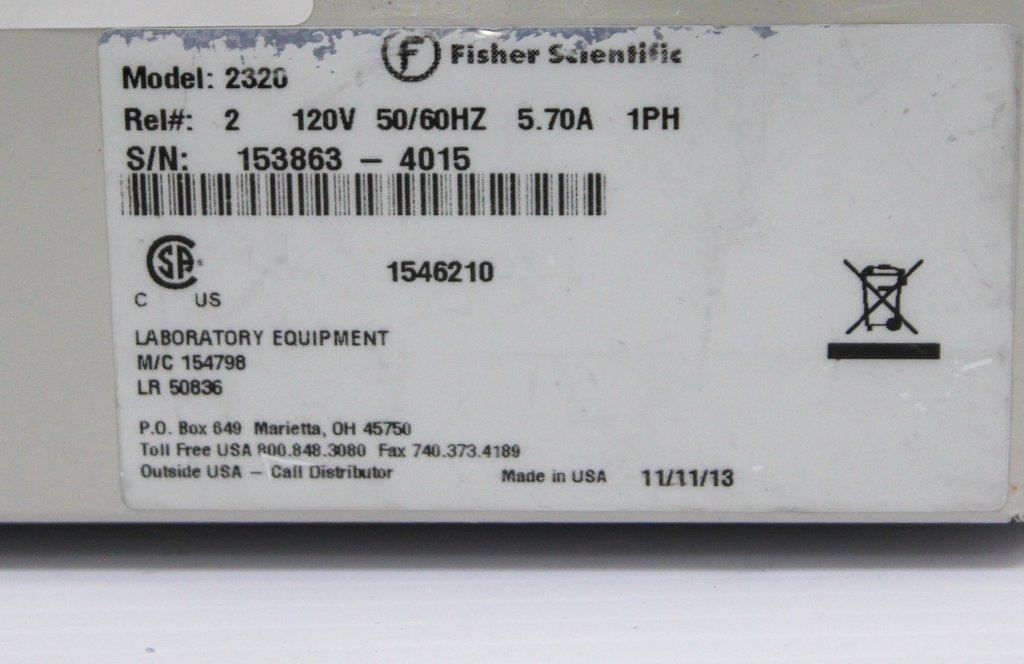 F Fisher Scientific
Model: 2320
Rel#: 2 120V 50/60HZ 5.70A 1PH
S/N: 153863 – 4015
CSA®
C US
1546210
LABORATORY EQUIPMENT
M/C 154798
LR 50836
P.O. Box 649 Marietta, OH 45750
Toll Free USA 800.848.3080 Fax 740.373.4189
Outside USA – Call Distributor
Made in USA 11/11/13